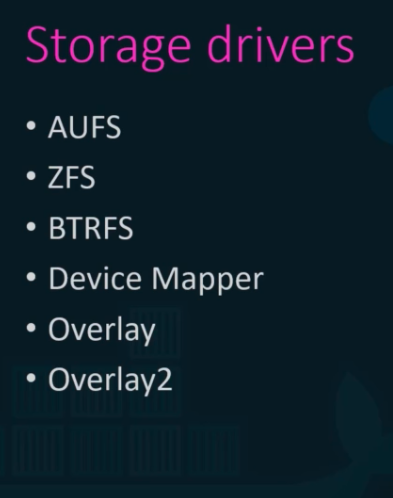 Storage drivers
• AUFS
• ZFS
• BTRFS
• Device Mapper
• Overlay
• Overlay2